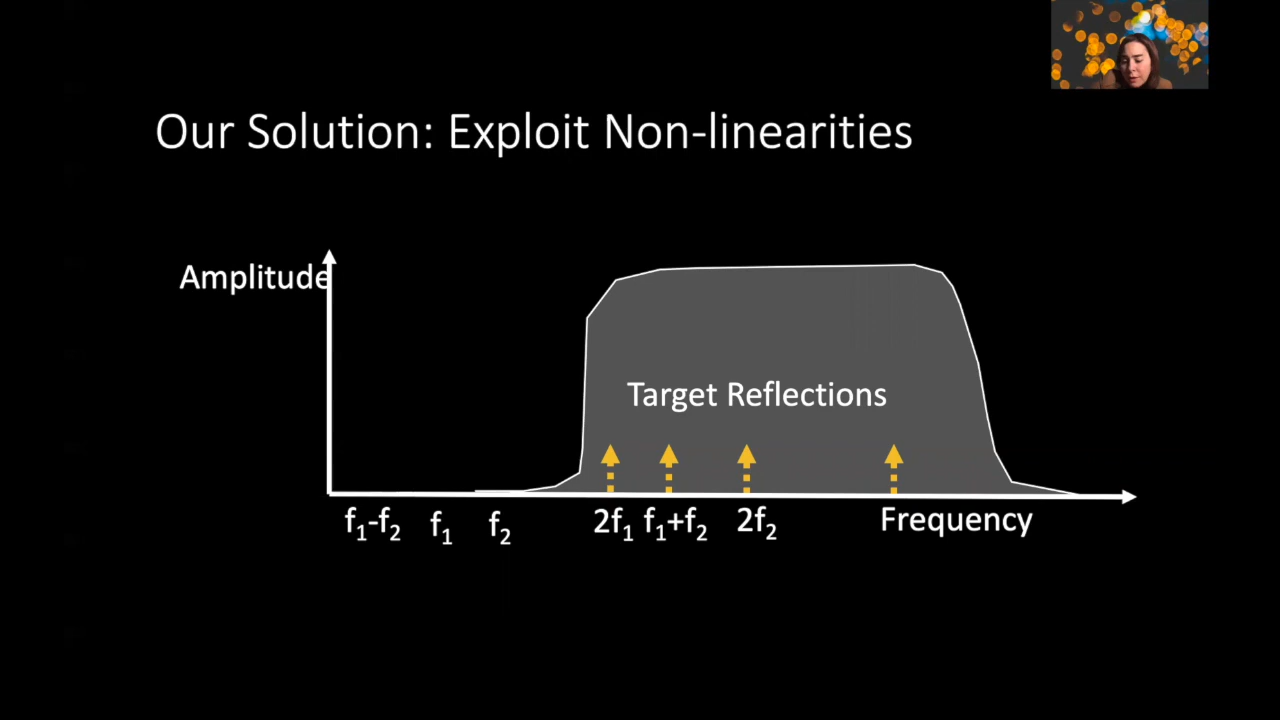 Our Solution: Exploit Non-linearities
Amplitude
Target Reflections
f₁-f₂ f₁ f₂ 2f₁ f₁+f₂ 2f₂ Frequency